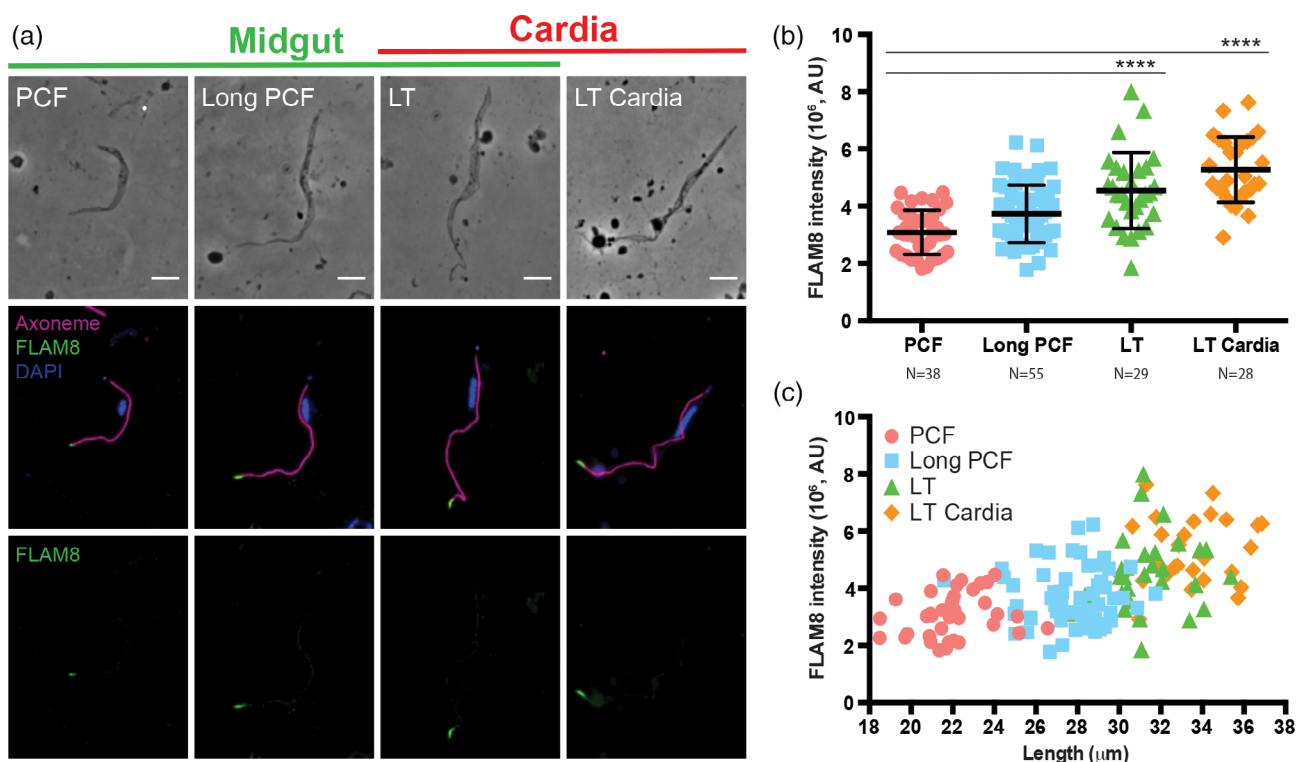 (a)
Midgut
Cardia
PCF
Long PCF
LT
LT Cardia
Axoneme
FLAM8
DAPI
FLAM8
(b)
FLAM8 intensity (10⁶, AU)
10
8
6
4
2
0
****
****
PCF
Long PCF
LT
LT Cardia
N=38
N=55
N=29
N=28
(c)
FLAM8 intensity (10⁶, AU)
10
8
6
4
2
0
PCF
Long PCF
LT
LT Cardia
18 20 22 24 26 28 30 32 34 36 38
Length (μm)